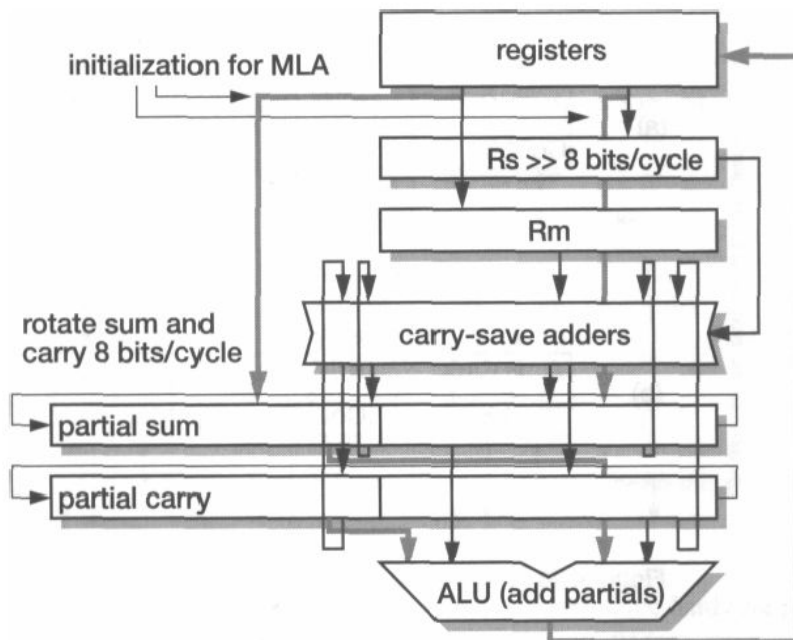 registers
initialization for MLA
Rs >> 8 bits/cycle
Rm
carry-save adders
rotate sum and
carry 8 bits/cycle
partial sum
partial carry
ALU (add partials)